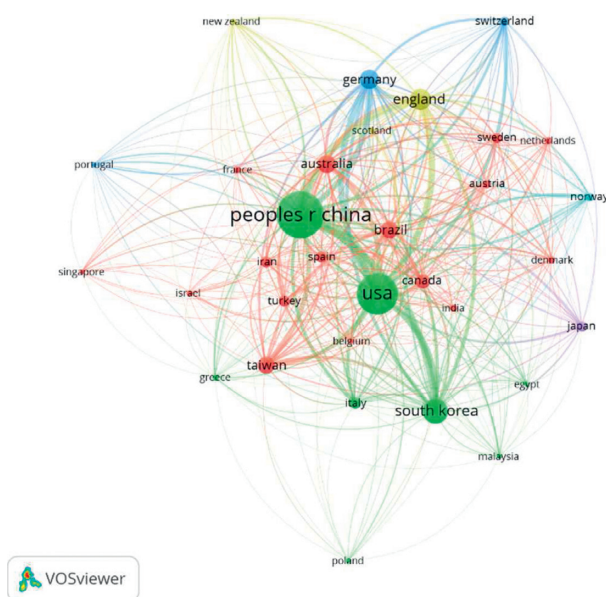 new zealand
switzerland
germany
england
scotland
sweden
netherlands
portugal
france
australia
austria
norway
peoples r china
brazil
iran
spain
singapore
canada
denmark
israel
turkey
usa
india
japan
belgium
taiwan
greece
egypt
italy
south korea
malaysia
poland
VOSviewer